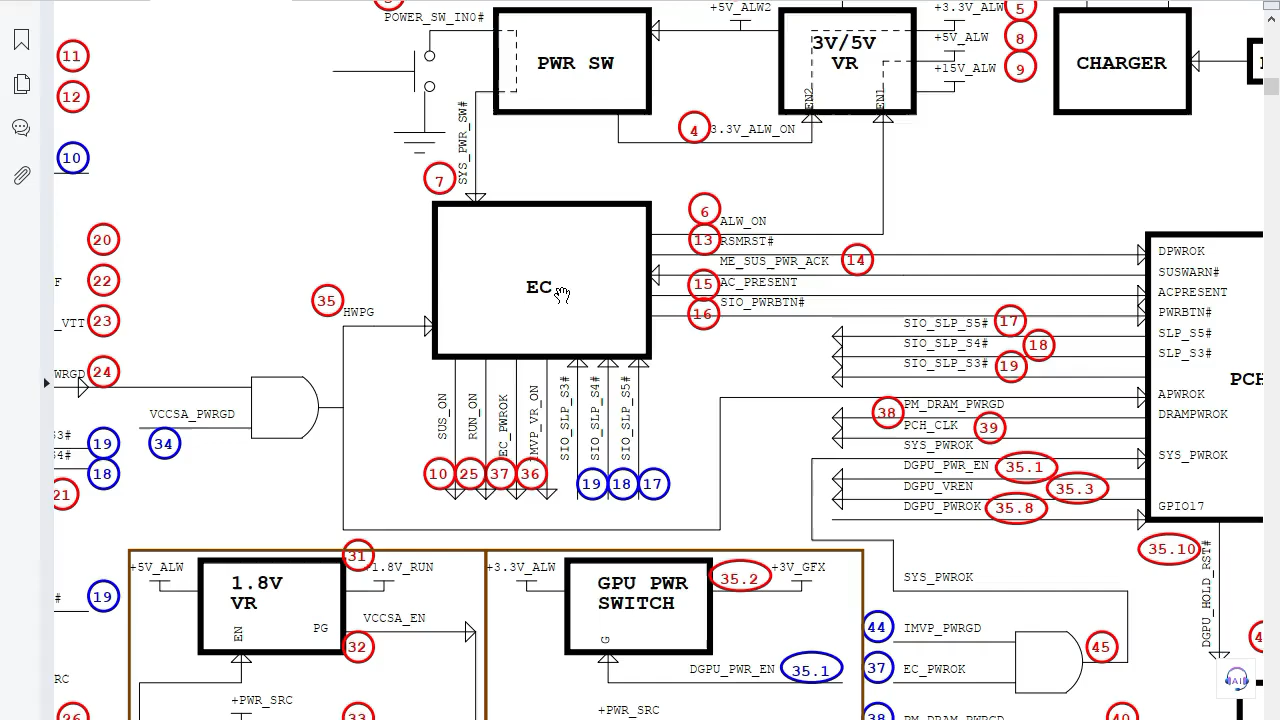 5
POWER_SW_IN0#
+5V_ALW2
+3.3V_ALW
8
+5V_ALW
11
3V/5V
VR
PWR SW
CHARGER
+15V_ALW
9
12
EN2
EN1
SYS_PWR_SW#
4
3.3V_ALW_ON
10
7
6
ALW_ON
20
13
RSMRST#
DPWROK
ME_SUS_PWR_ACK
14
SUSWARN#
22
F
EC
15
AC_PRESENT
ACPRESENT
35
HWPG
SIO_PWRBTN#
16
PWRBTN#
_VTT
23
SIO_SLP_S5#
17
SLP_S5#
SIO_SLP_S4#
18
SLP_S3#
SIO_SLP_S3#
19
WRGD
24
PCH
APWROK
VCCSA_PWRGD
34
SUS_ON
RUN_ON
EC_PWROK
IMVP_VR_ON
SIO_SLP_S3#
SIO_SLP_S4#
SIO_SLP_S5#
38
PM_DRAM_PWRGD
DRAMPWROK
PCH_CLK
39
S3#
19
SYS_PWROK
SYS_PWROK
S4#
18
10
25
37
36
19
18
17
DGPU_PWR_EN
35.1
21
DGPU_VREN
35.3
DGPU_PWROK
35.8
GPIO17
31
35.10
DGPU_HOLD_RST#
+5V_ALW
+1.8V_RUN
+3.3V_ALW
35.2
+3V_GFX
1.8V
VR
GPU PWR
SWITCH
SYS_PWROK
#
19
VCCSA_EN
EN
PG
32
G
44
IMVP_PWRGD
45
DGPU_PWR_EN
35.1
37
EC_PWROK
RC
AI
+PWR_SRC
+PWR_SRC
26
33
38
PM_DRAM_PWRGD
40